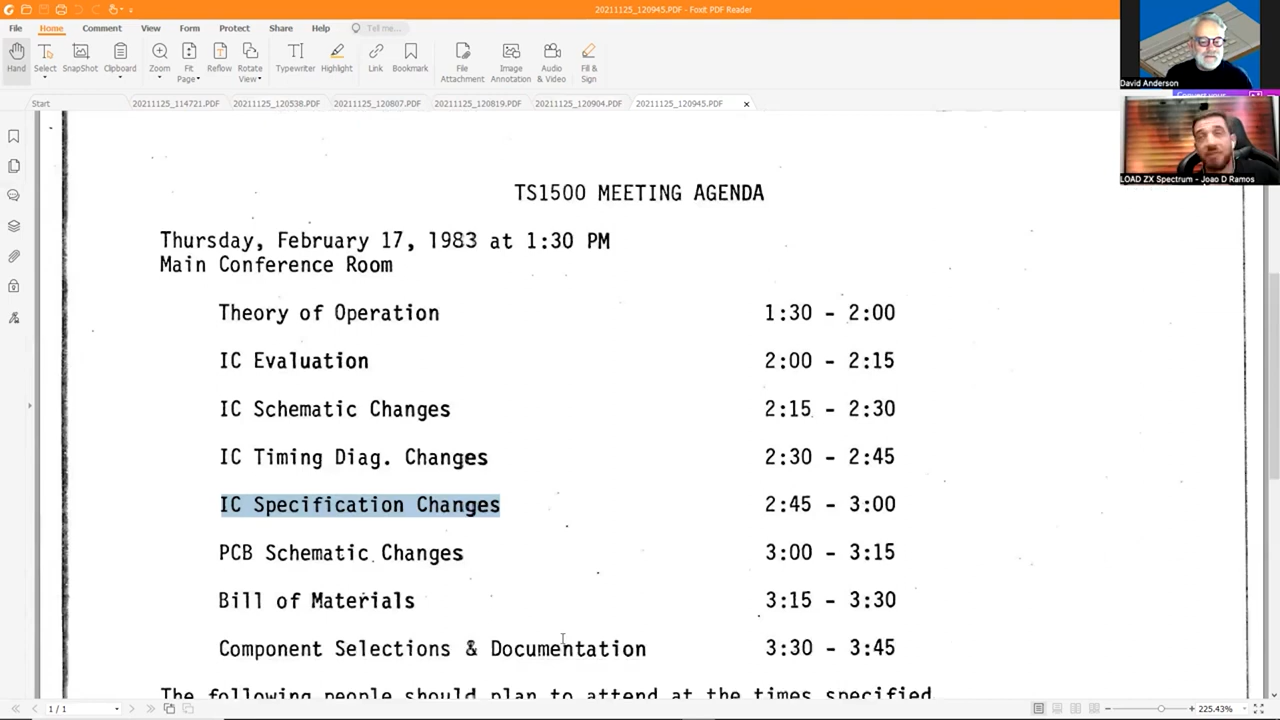 20211125_120945.PDF - Foxit PDF Reader
File Home Comment View Form Protect Share Help Tell me...
Hand Select SnapShot Clipboard Zoom Fit Page Reflow Rotate View Typewriter Highlight Link Bookmark File Attachment Image Annotation Audio & Video Fill & Sign
David Anderson
Start 20211125_114721.PDF 20211125_120538.PDF 20211125_120807.PDF 20211125_120819.PDF 20211125_120904.PDF 20211125_120945.PDF
LOAD ZX Spectrum - Joao D Ramos
TS1500 MEETING AGENDA
Thursday, February 17, 1983 at 1:30 PM
Main Conference Room
Theory of Operation 1:30 - 2:00
IC Evaluation 2:00 - 2:15
IC Schematic Changes 2:15 - 2:30
IC Timing Diag. Changes 2:30 - 2:45
IC Specification Changes 2:45 - 3:00
PCB Schematic Changes 3:00 - 3:15
Bill of Materials 3:15 - 3:30
Component Selections & Documentation 3:30 - 3:45
The following people should plan to attend at the times specified
1 / 1
225.43%